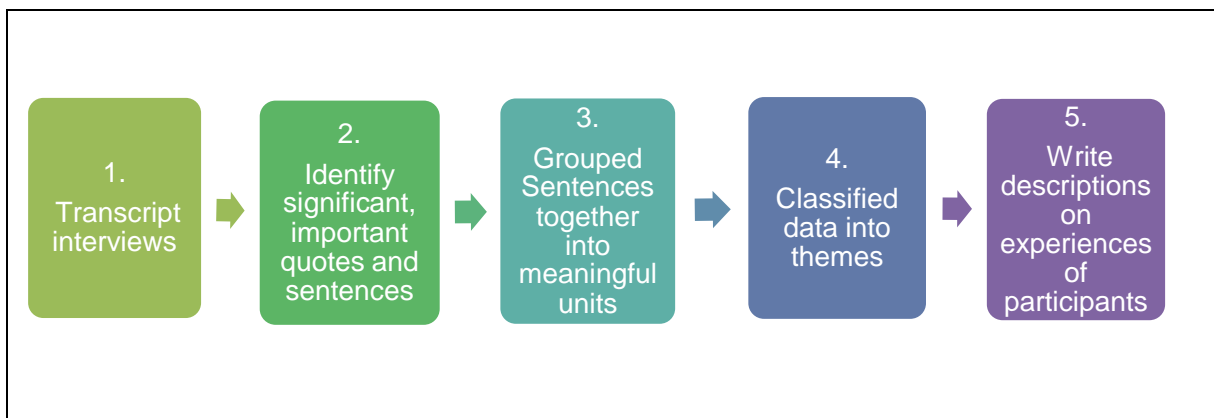 1.
Transcript
interviews
2.
Identify
significant,
important
quotes and
sentences
3.
Grouped
Sentences
together
into
meaningful
units
4.
Classified
data into
themes
5.
Write
descriptions
on
experiences
of
participants